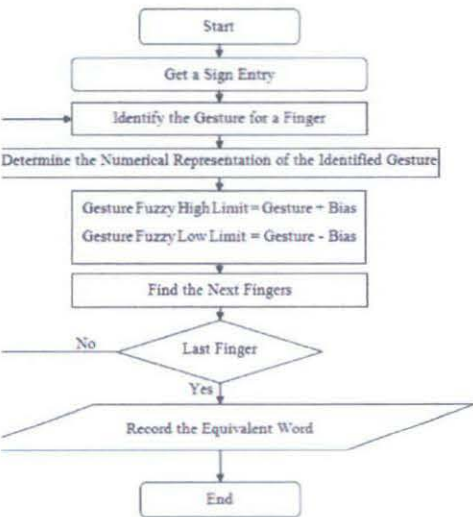 Start
Get a Sign Entry
Identify the Gesture for a Finger
Determine the Numerical Representation of the Identified Gesture
Gesture Fuzzy High Limit = Gesture + Bias
Gesture Fuzzy Low Limit = Gesture - Bias
Find the Next Fingers
No
Last Finger
Yes
Record the Equivalent Word
End